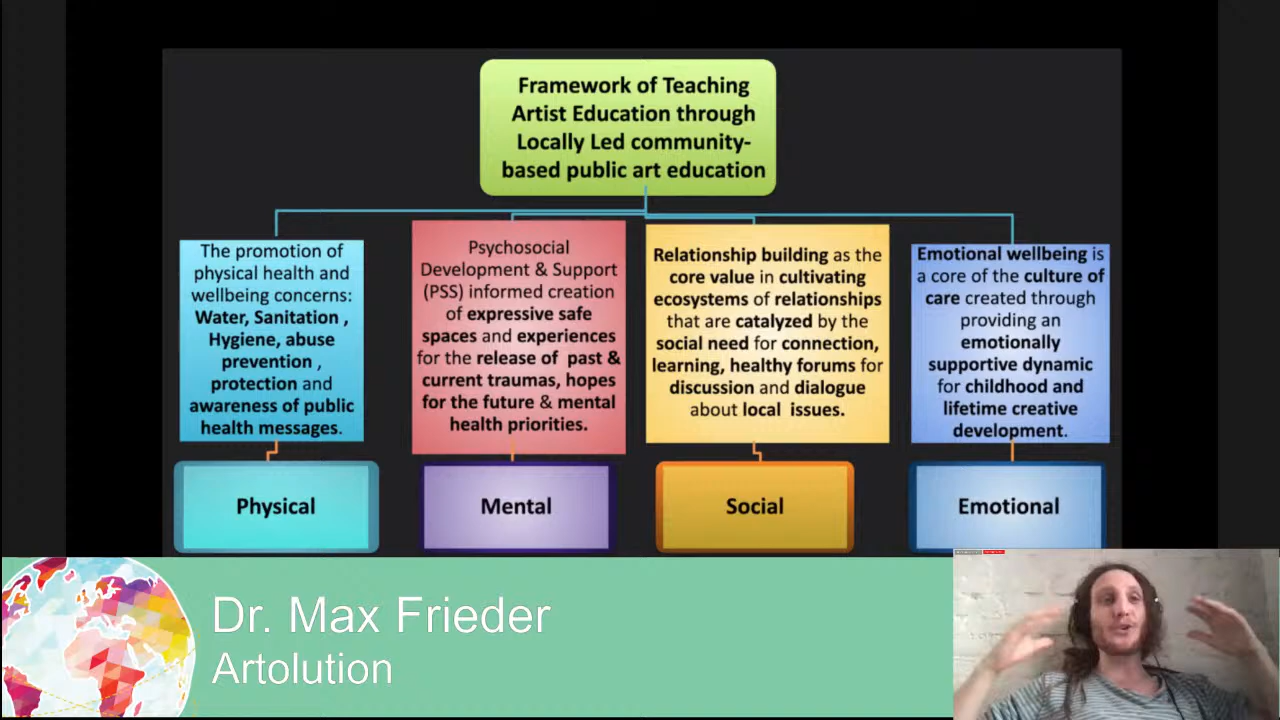 Framework of Teaching
Artist Education through
Locally Led community-
based public art education
The promotion of
physical health and
wellbeing concerns:
Water, Sanitation ,
Hygiene, abuse
prevention ,
protection and
awareness of public
health messages.
Psychosocial
Development & Support
(PSS) informed creation
of expressive safe
spaces and experiences
for the release of past &
current traumas, hopes
for the future & mental
health priorities.
Relationship building as the
core value in cultivating
ecosystems of relationships
that are catalyzed by the
social need for connection,
learning, healthy forums for
discussion and dialogue
about local issues.
Emotional wellbeing is
a core of the culture of
care created through
providing an
emotionally
supportive dynamic
for childhood and
lifetime creative
development.
Physical
Mental
Social
Emotional
Dr. Max Frieder
Artolution